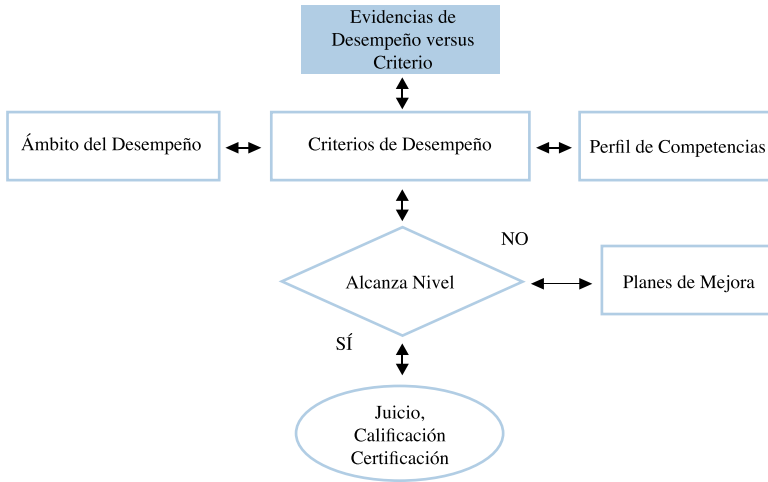 Evidencias de
Desempeño versus
Criterio
Ámbito del Desempeño
Criterios de Desempeño
Perfil de Competencias
NO
Alcanza Nivel
Planes de Mejora
SÍ
Juicio,
Calificación
Certificación